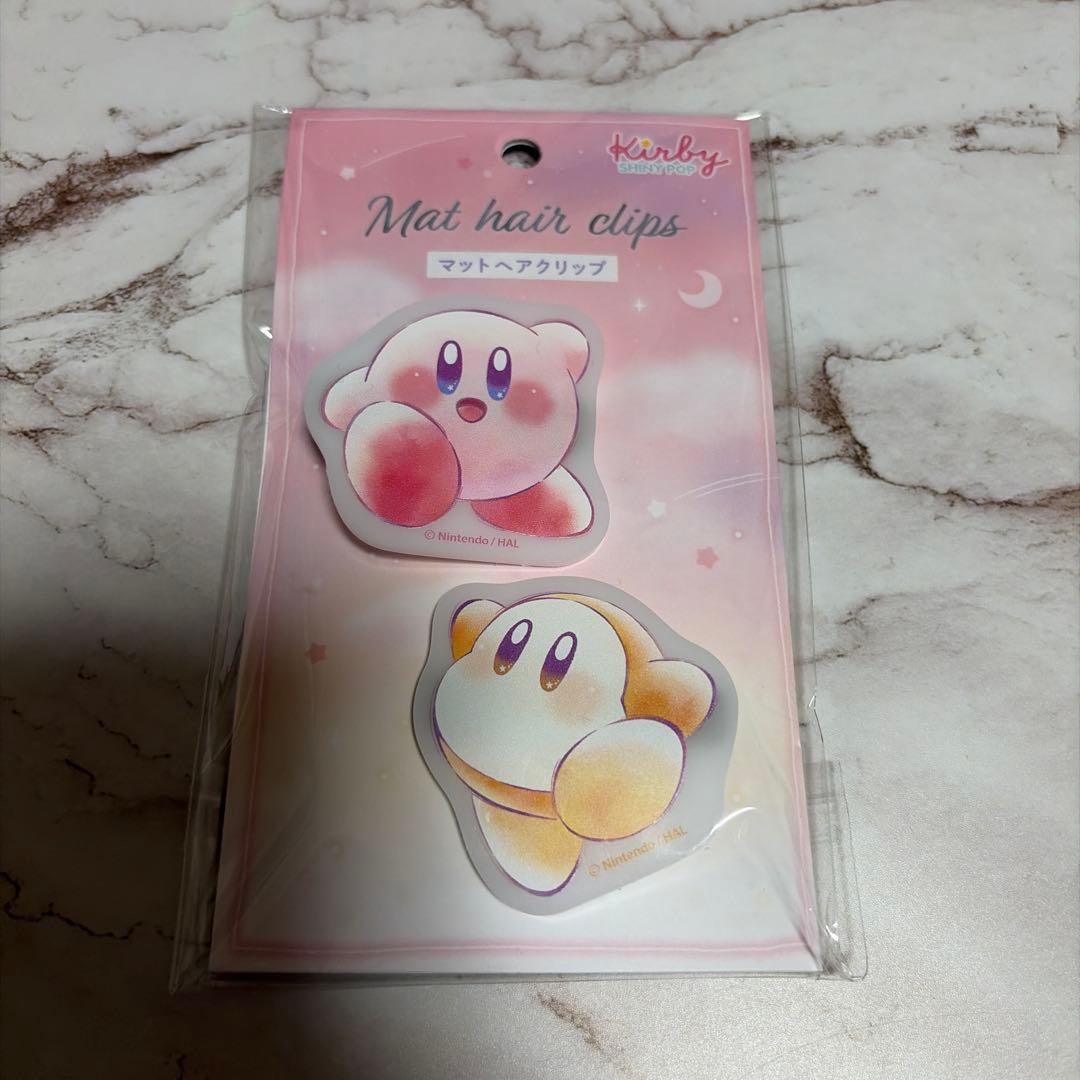 Kirby
SHINY POP
Mat hair clips
マットヘアクリップ
© Nintendo / HAL
© Nintendo / HAL